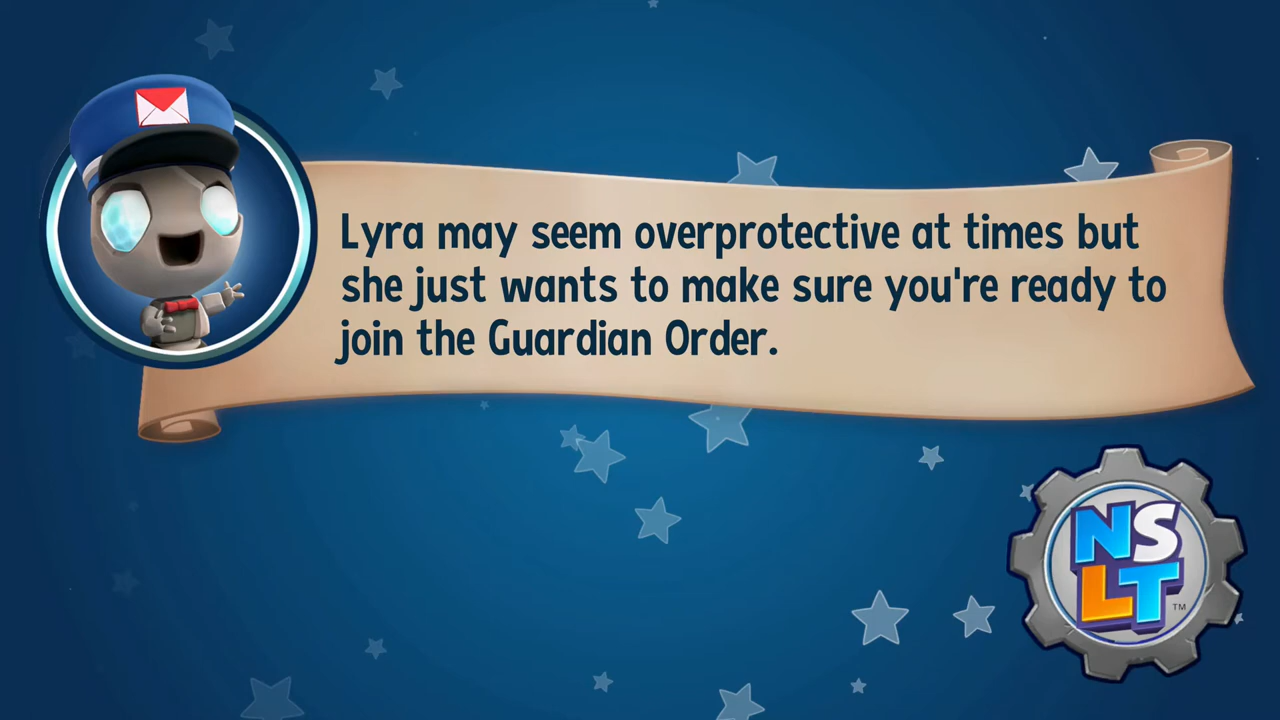 Lyra may seem overprotective at times but
she just wants to make sure you're ready to
join the Guardian Order.
NS
LT
TM